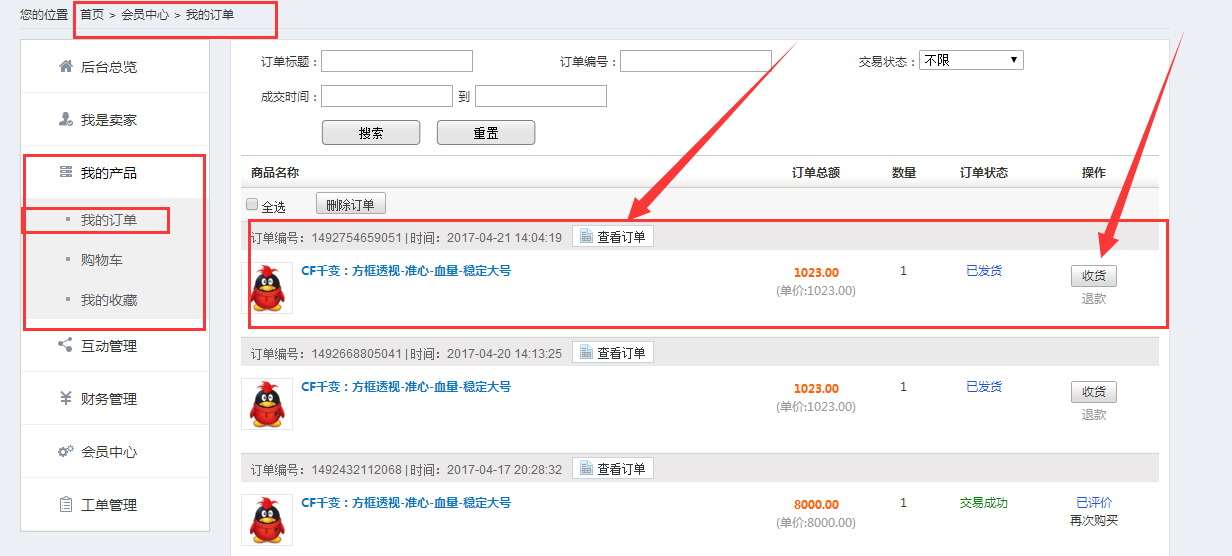 您的位置 首页 > 会员中心 > 我的订单
后台总览
我是卖家
我的产品
我的订单
购物车
我的收藏
互动管理
财务管理
会员中心
工单管理
订单标题： 订单编号： 交易状态： 不限
成交时间： 到
搜索 重置
商品名称 订单总额 数量 订单状态 操作
全选 删除订单
订单编号：1492754659051 | 时间：2017-04-21 14:04:19 查看订单
CF千变：方框透视-准心-血量-稳定大号 1023.00 1 已发货 收货
(单价:1023.00) 退款
订单编号：1492668805041 | 时间：2017-04-20 14:13:25 查看订单
CF千变：方框透视-准心-血量-稳定大号 1023.00 1 已发货 收货
(单价:1023.00) 退款
订单编号：1492432112068 | 时间：2017-04-17 20:28:32 查看订单
CF千变：方框透视-准心-血量-稳定大号 8000.00 1 交易成功 已评价
(单价:8000.00) 再次购买